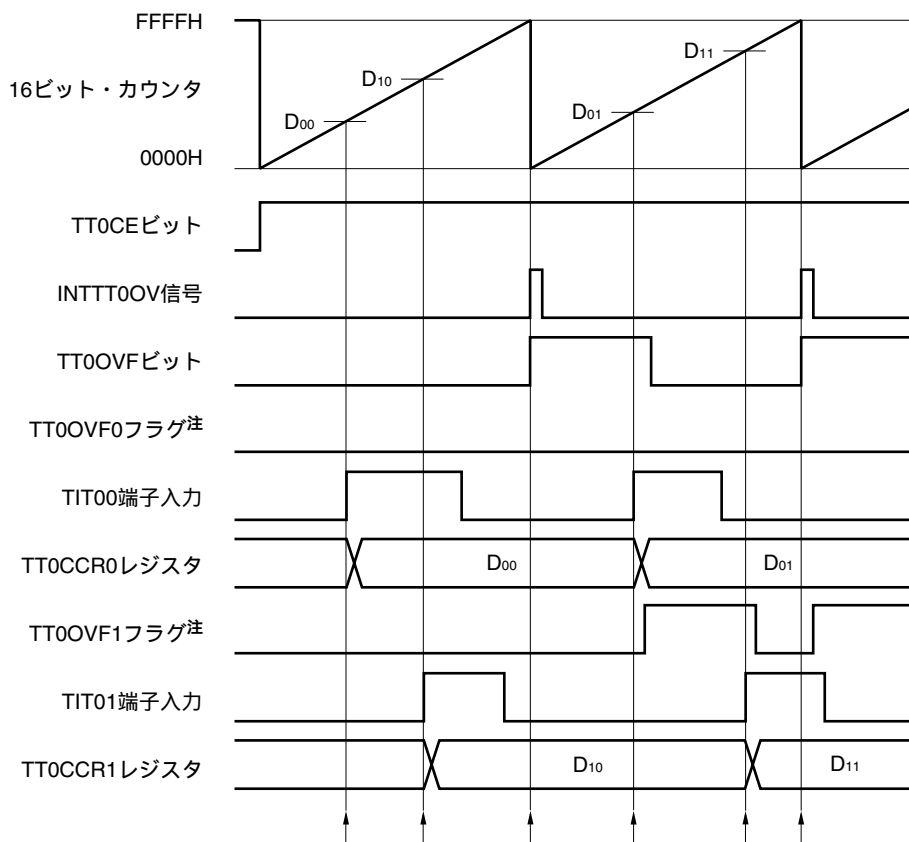 FFFFH
D11
D10
16ビット・カウンタ
D00
D01
0000H
TT0CEビット
INTTT0OV信号
TT0OVFビット
TT0OVF0フラグ注
TIT00端子入力
TT0CCR0レジスタ
D00
D01
TT0OVF1フラグ注
TIT01端子入力
TT0CCR1レジスタ
D10
D11